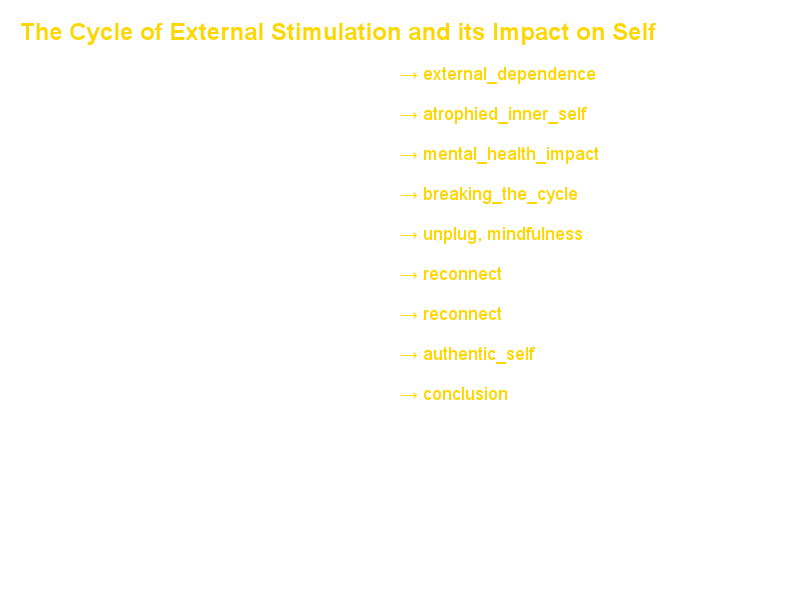 The Cycle of External Stimulation and its Impact on Self
→ external_dependence
→ atrophied_inner_self
→ mental_health_impact
→ breaking_the_cycle
→ unplug, mindfulness
→ reconnect
→ reconnect
→ authentic_self
→ conclusion